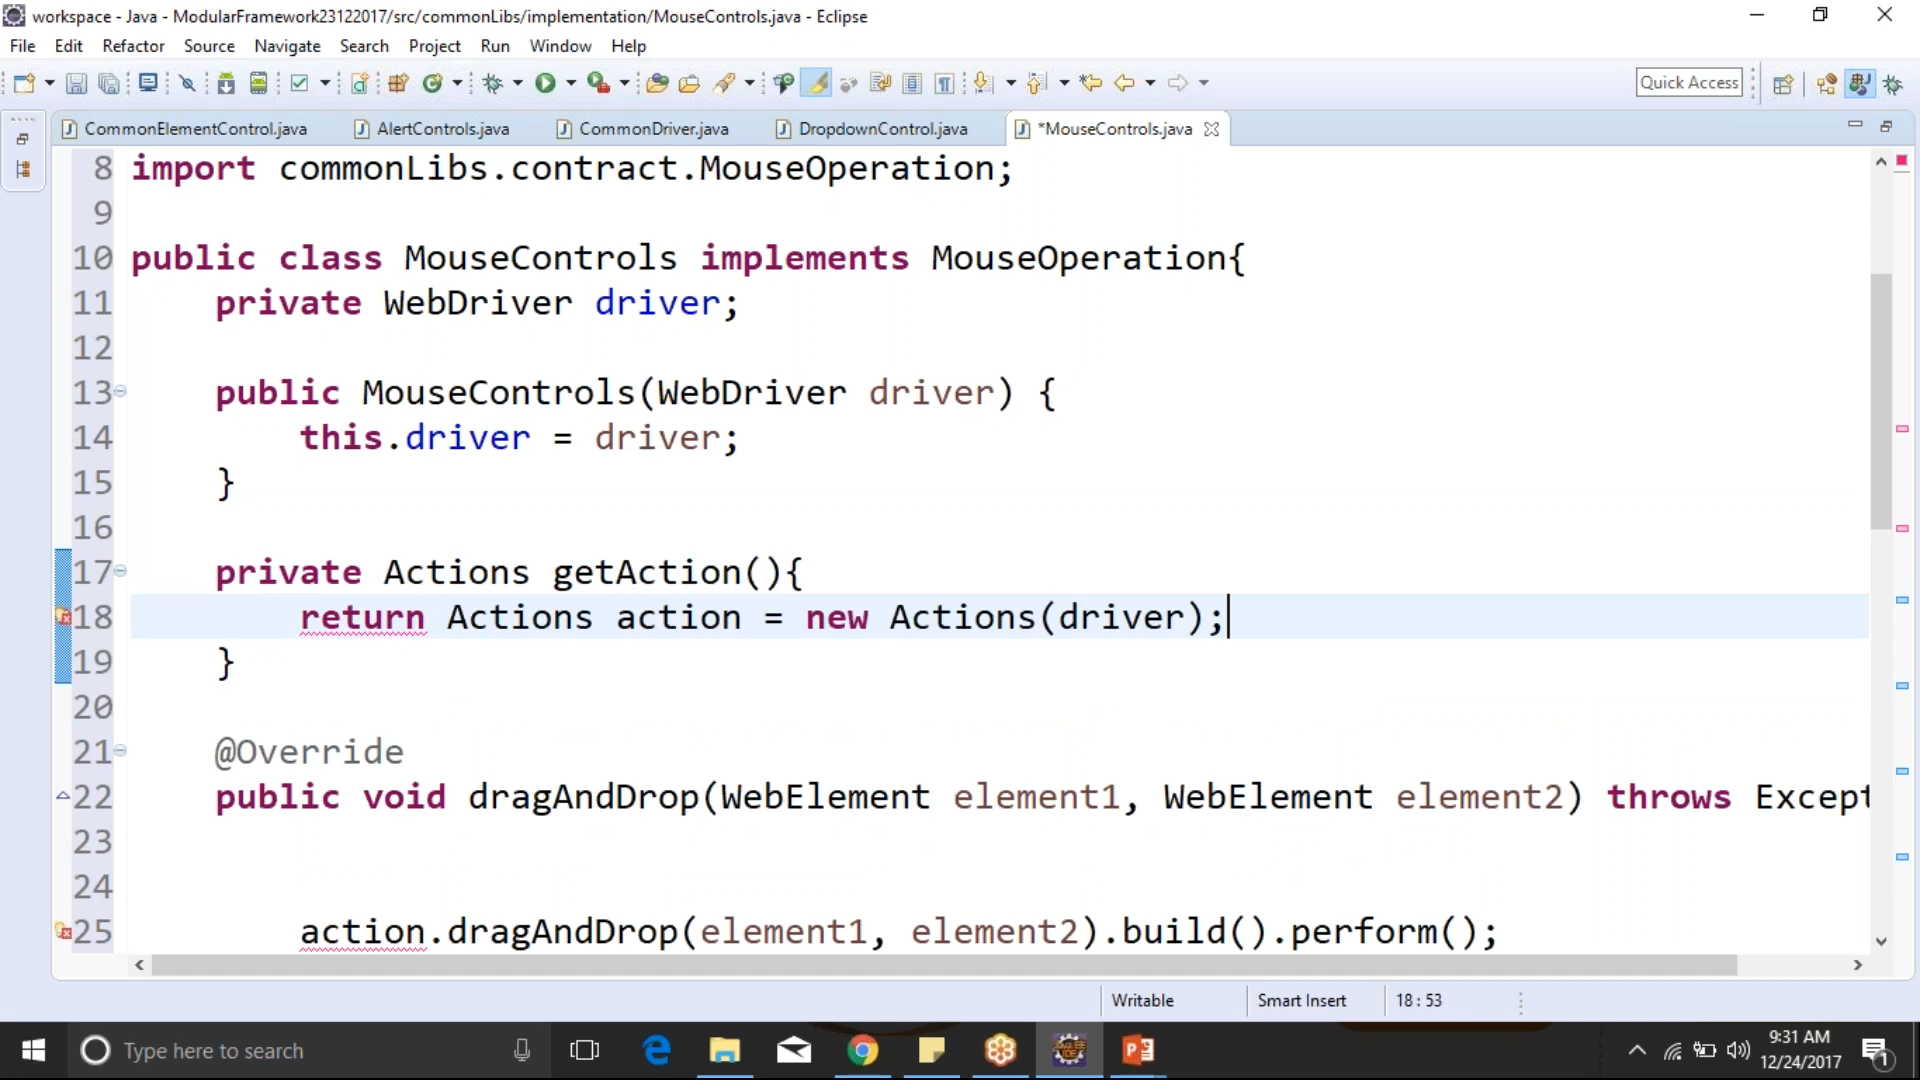 workspace - Java - ModularFramework23122017/src/commonLibs/implementation/MouseControls.java - Eclipse
File Edit Refactor Source Navigate Search Project Run Window Help
Quick Access
CommonElementControl.java AlertControls.java CommonDriver.java DropdownControl.java *MouseControls.java
8 import commonLibs.contract.MouseOperation;
9
10 public class MouseControls implements MouseOperation{
11 private WebDriver driver;
12
13 public MouseControls(WebDriver driver) {
14 this.driver = driver;
15 }
16
17 private Actions getAction(){
18 return Actions action = new Actions(driver);
19 }
20
21 @Override
22 public void dragAndDrop(WebElement element1, WebElement element2) throws Except
23
24
25 action.dragAndDrop(element1, element2).build().perform();
Writable Smart Insert 18 : 53
Type here to search
9:31 AM
12/24/2017
1